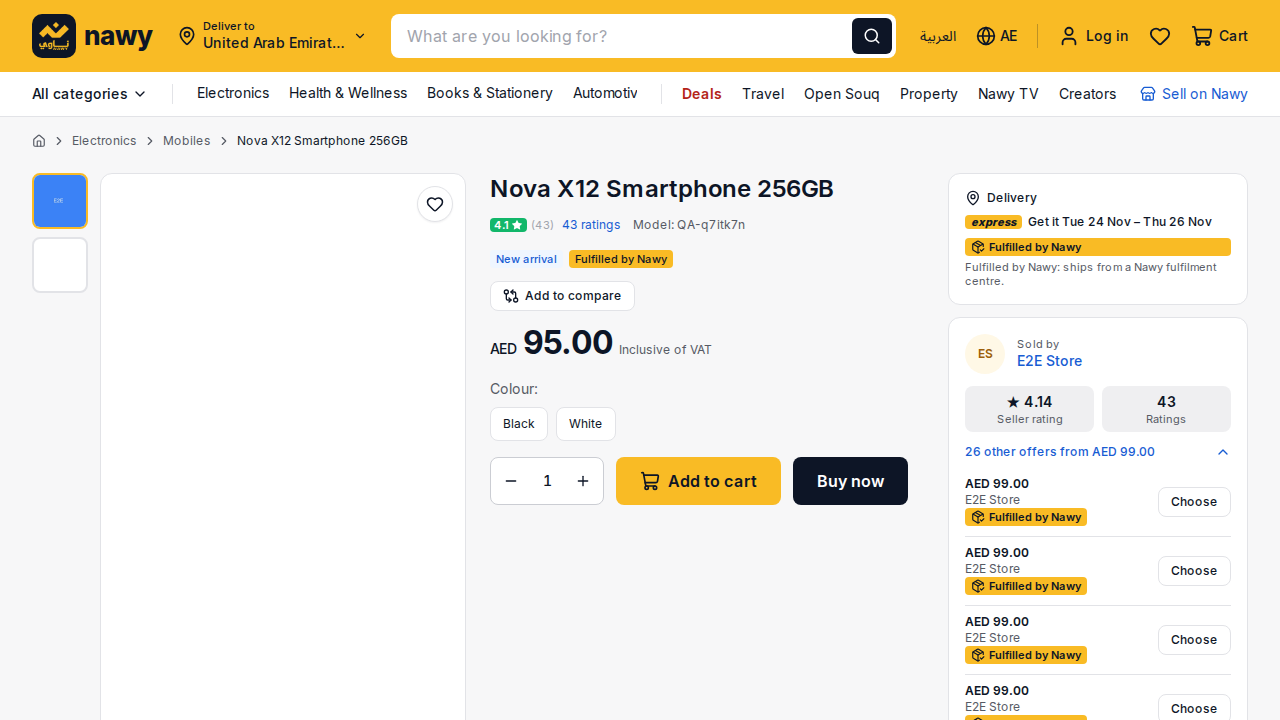 ناوي
NAWY
nawy
Deliver to
United Arab Emirat...
What are you looking for?
العربية
AE
Log in
Cart
All categories
Electronics
Health & Wellness
Books & Stationery
Automotiv
Deals
Travel
Open Souq
Property
Nawy TV
Creators
Sell on Nawy
Electronics
Mobiles
Nova X12 Smartphone 256GB
E2E
Nova X12 Smartphone 256GB
4.1 ★ (43) 43 ratings Model: QA-q7itk7n
New arrival
Fulfilled by Nawy
Add to compare
AED 95.00 Inclusive of VAT
Colour:
Black
White
1
Add to cart
Buy now
Delivery
express Get it Tue 24 Nov – Thu 26 Nov
Fulfilled by Nawy
Fulfilled by Nawy: ships from a Nawy fulfilment
centre.
ES
Sold by
E2E Store
★ 4.14
Seller rating
43
Ratings
26 other offers from AED 99.00
AED 99.00
E2E Store
Fulfilled by Nawy
Choose
AED 99.00
E2E Store
Fulfilled by Nawy
Choose
AED 99.00
E2E Store
Fulfilled by Nawy
Choose
AED 99.00
E2E Store
Choose